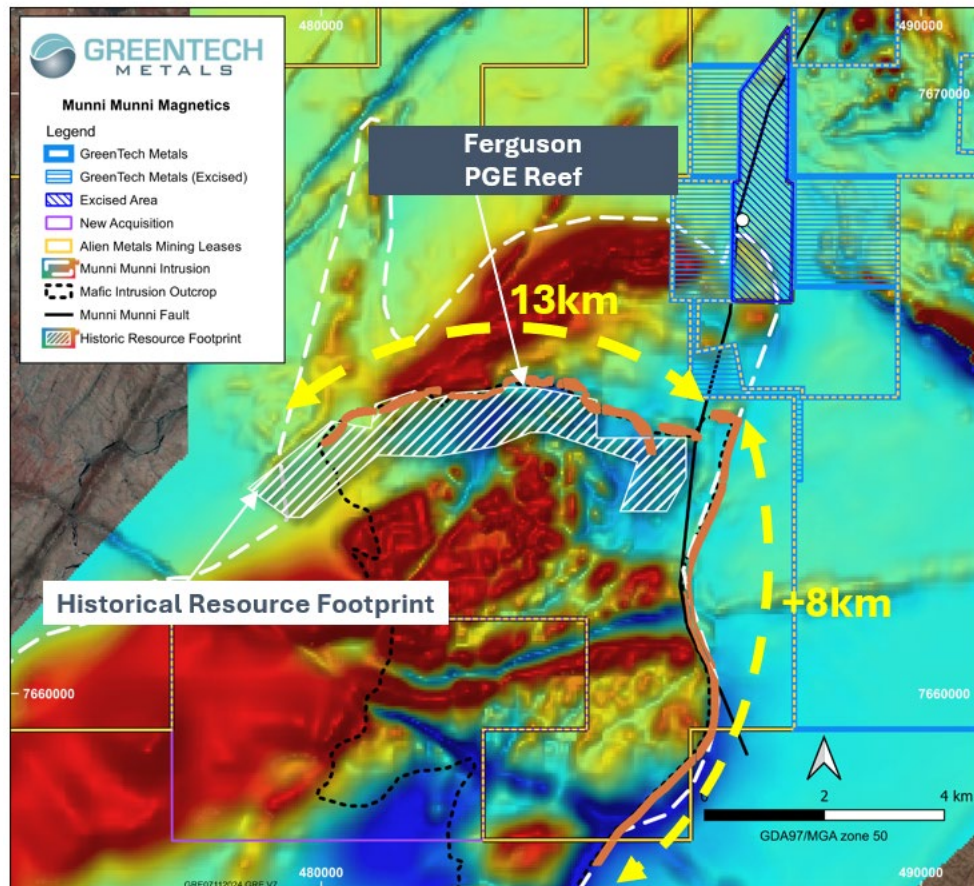 GREENTECH
METALS
Munni Munni Magnetics
Legend
GreenTech Metals
GreenTech Metals (Excised)
Excised Area
New Acquisition
Alien Metals Mining Leases
Munni Munni Intrusion
Mafic Intrusion Outcrop
Munni Munni Fault
Historic Resource Footprint
480000
490000
7670000
7670000
Ferguson
PGE Reef
13km
Historical Resource Footprint
+8km
7660000
7660000
0 2 4 km
GDA97/MGA zone 50
480000
490000